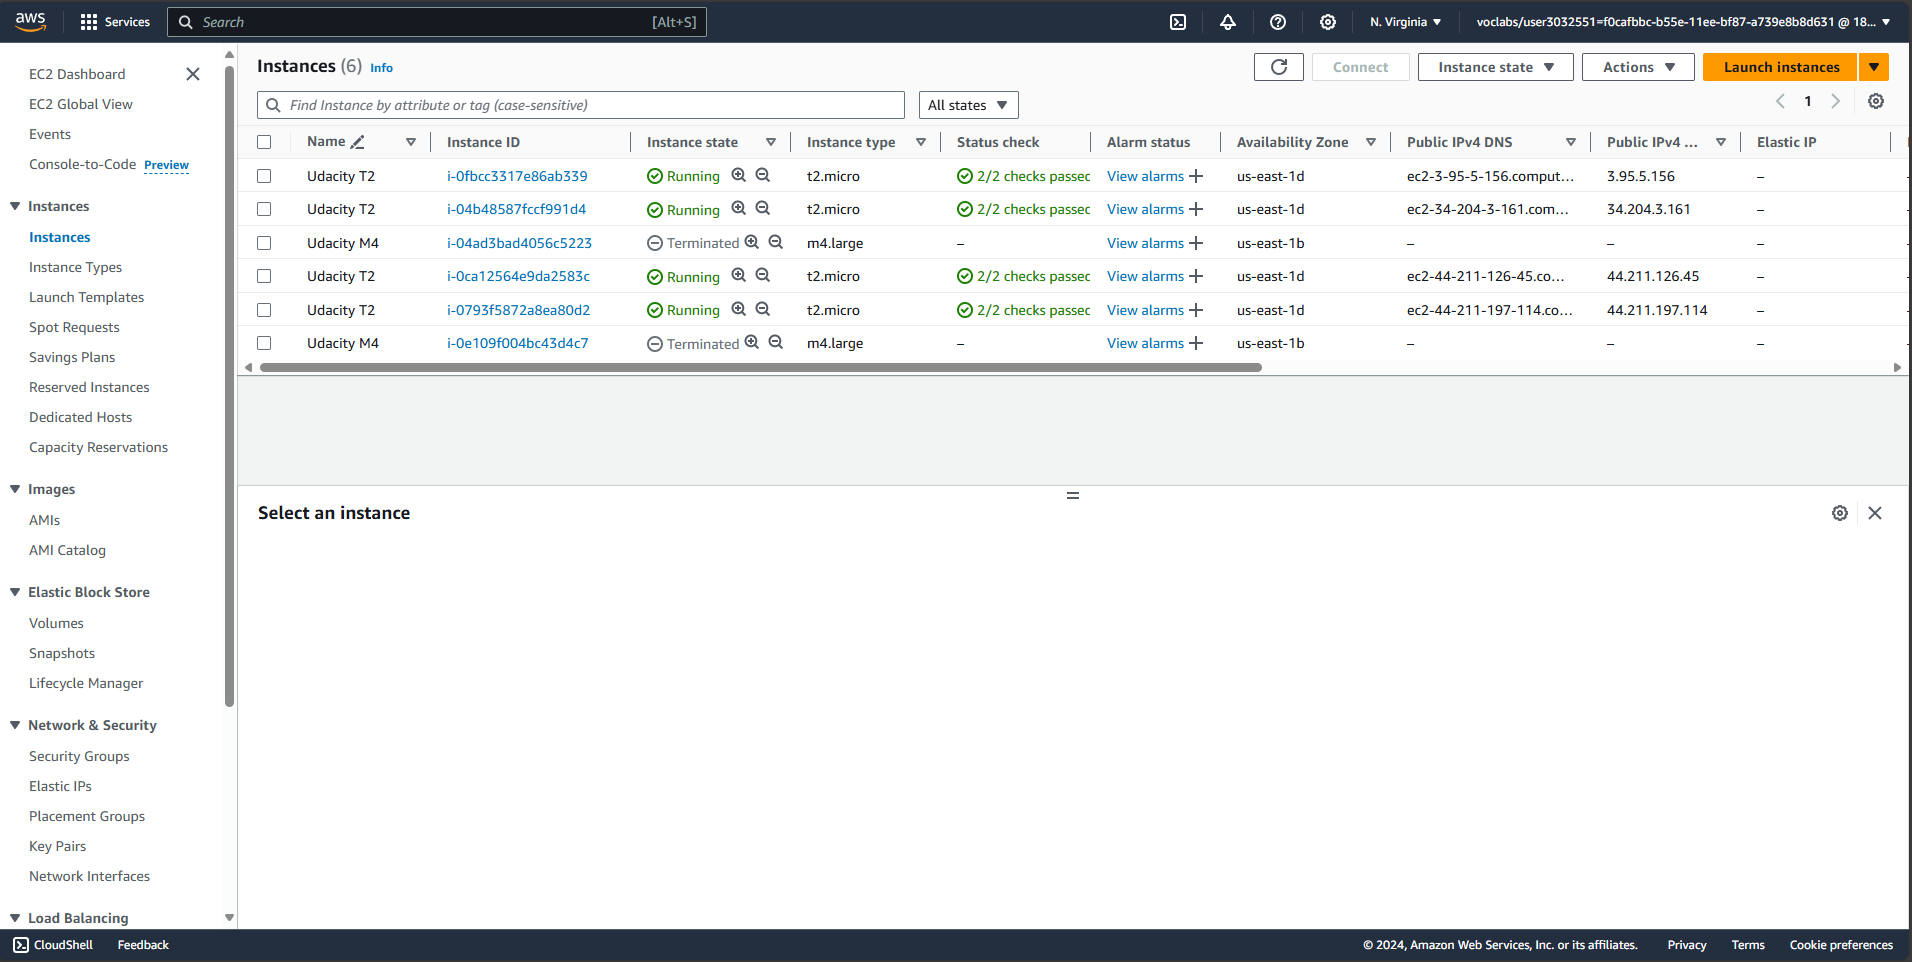 aws Services Search [Alt+S] N. Virginia voclabs/user3032551=f0cafbbc-b55e-11ee-bf87-a739e8b8d631 @ 18...
EC2 Dashboard
EC2 Global View
Events
Console-to-Code Preview
Instances
Instances
Instance Types
Launch Templates
Spot Requests
Savings Plans
Reserved Instances
Dedicated Hosts
Capacity Reservations
Images
AMIs
AMI Catalog
Elastic Block Store
Volumes
Snapshots
Lifecycle Manager
Network & Security
Security Groups
Elastic IPs
Placement Groups
Key Pairs
Network Interfaces
Load Balancing
Instances (6) Info Connect Instance state Actions Launch instances
Find Instance by attribute or tag (case-sensitive) All states 1
Name Instance ID Instance state Instance type Status check Alarm status Availability Zone Public IPv4 DNS Public IPv4 ... Elastic IP
Udacity T2 i-0fbcc3317e86ab339 Running t2.micro 2/2 checks passed View alarms us-east-1d ec2-3-95-5-156.comput... 3.95.5.156 –
Udacity T2 i-04b48587fccf991d4 Running t2.micro 2/2 checks passed View alarms us-east-1d ec2-34-204-3-161.com... 34.204.3.161 –
Udacity M4 i-04ad3bad4056c5223 Terminated m4.large – View alarms us-east-1b – – –
Udacity T2 i-0ca12564e9da2583c Running t2.micro 2/2 checks passed View alarms us-east-1d ec2-44-211-126-45.co... 44.211.126.45 –
Udacity T2 i-0793f5872a8ea80d2 Running t2.micro 2/2 checks passed View alarms us-east-1d ec2-44-211-197-114.co... 44.211.197.114 –
Udacity M4 i-0e109f004bc43d4c7 Terminated m4.large – View alarms us-east-1b – – –
Select an instance
CloudShell Feedback © 2024, Amazon Web Services, Inc. or its affiliates. Privacy Terms Cookie preferences